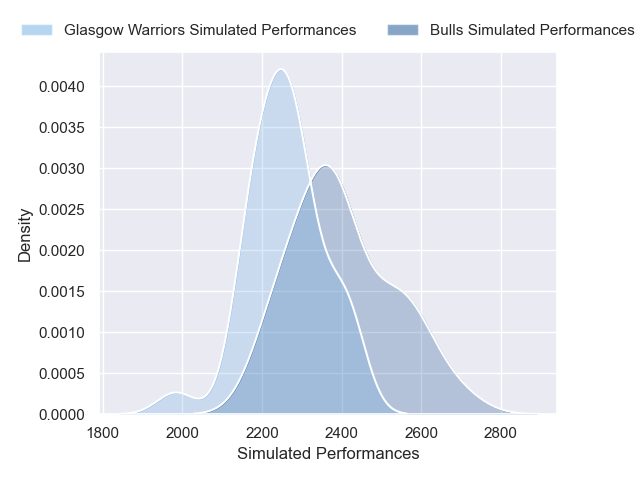 Glasgow Warriors Simulated Performances Bulls Simulated Performances
0.0040
0.0035
0.0030
0.0025
0.0020
0.0015
0.0010
0.0005
0.0000
Density
1800 2000 2200 2400 2600 2800
Simulated Performances